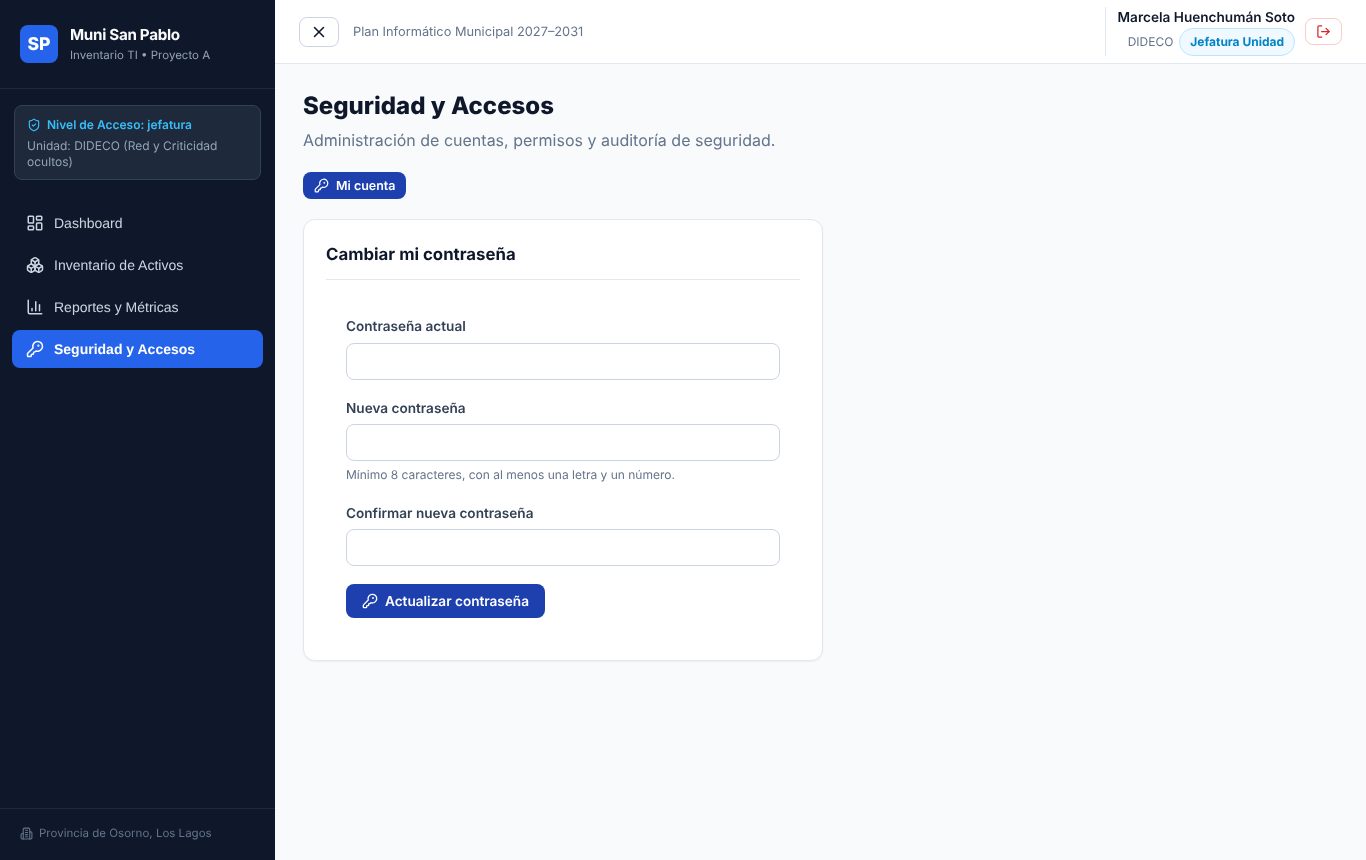 SP
Muni San Pablo
Inventario TI • Proyecto A
Nivel de Acceso: jefatura
Unidad: DIDECO (Red y Criticidad
ocultos)
Dashboard
Inventario de Activos
Reportes y Métricas
Seguridad y Accesos
Provincia de Osorno, Los Lagos
Plan Informático Municipal 2027–2031
Marcela Huenchumán Soto
DIDECO Jefatura Unidad
Seguridad y Accesos
Administración de cuentas, permisos y auditoría de seguridad.
Mi cuenta
Cambiar mi contraseña
Contraseña actual
Nueva contraseña
Mínimo 8 caracteres, con al menos una letra y un número.
Confirmar nueva contraseña
Actualizar contraseña